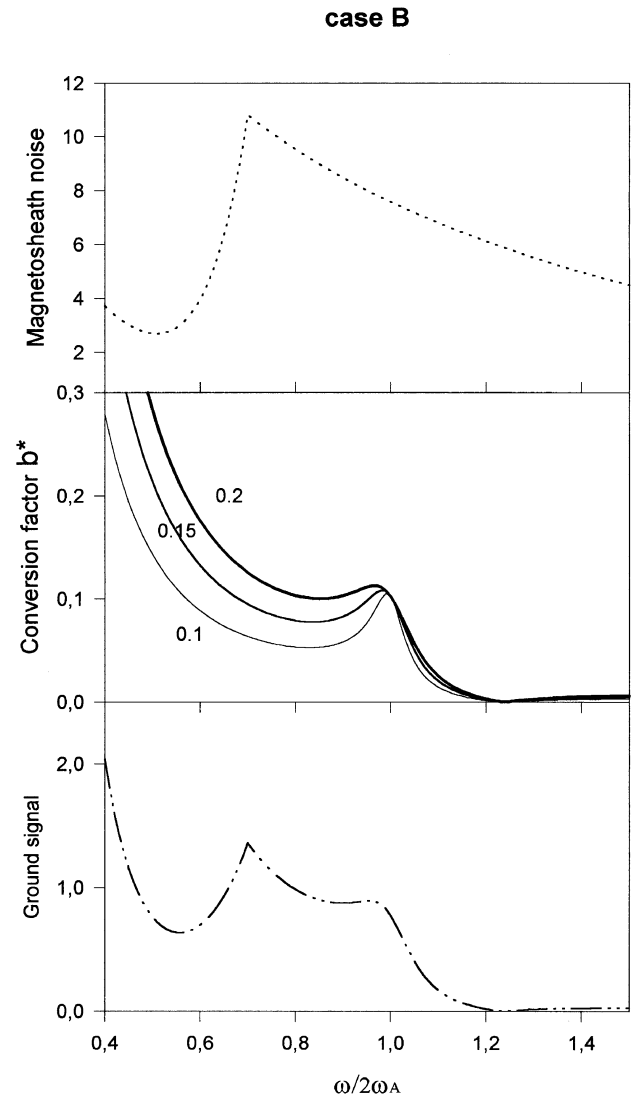 case B
Magnetosheath noise
12
10
8
6
4
2
Conversion factor b*
0,3
0,2
0,1
0,0
0.2
0.15
0.1
Ground signal
2,0
1,0
0,0
0,4 0,6 0,8 1,0 1,2 1,4
ω/2ωA